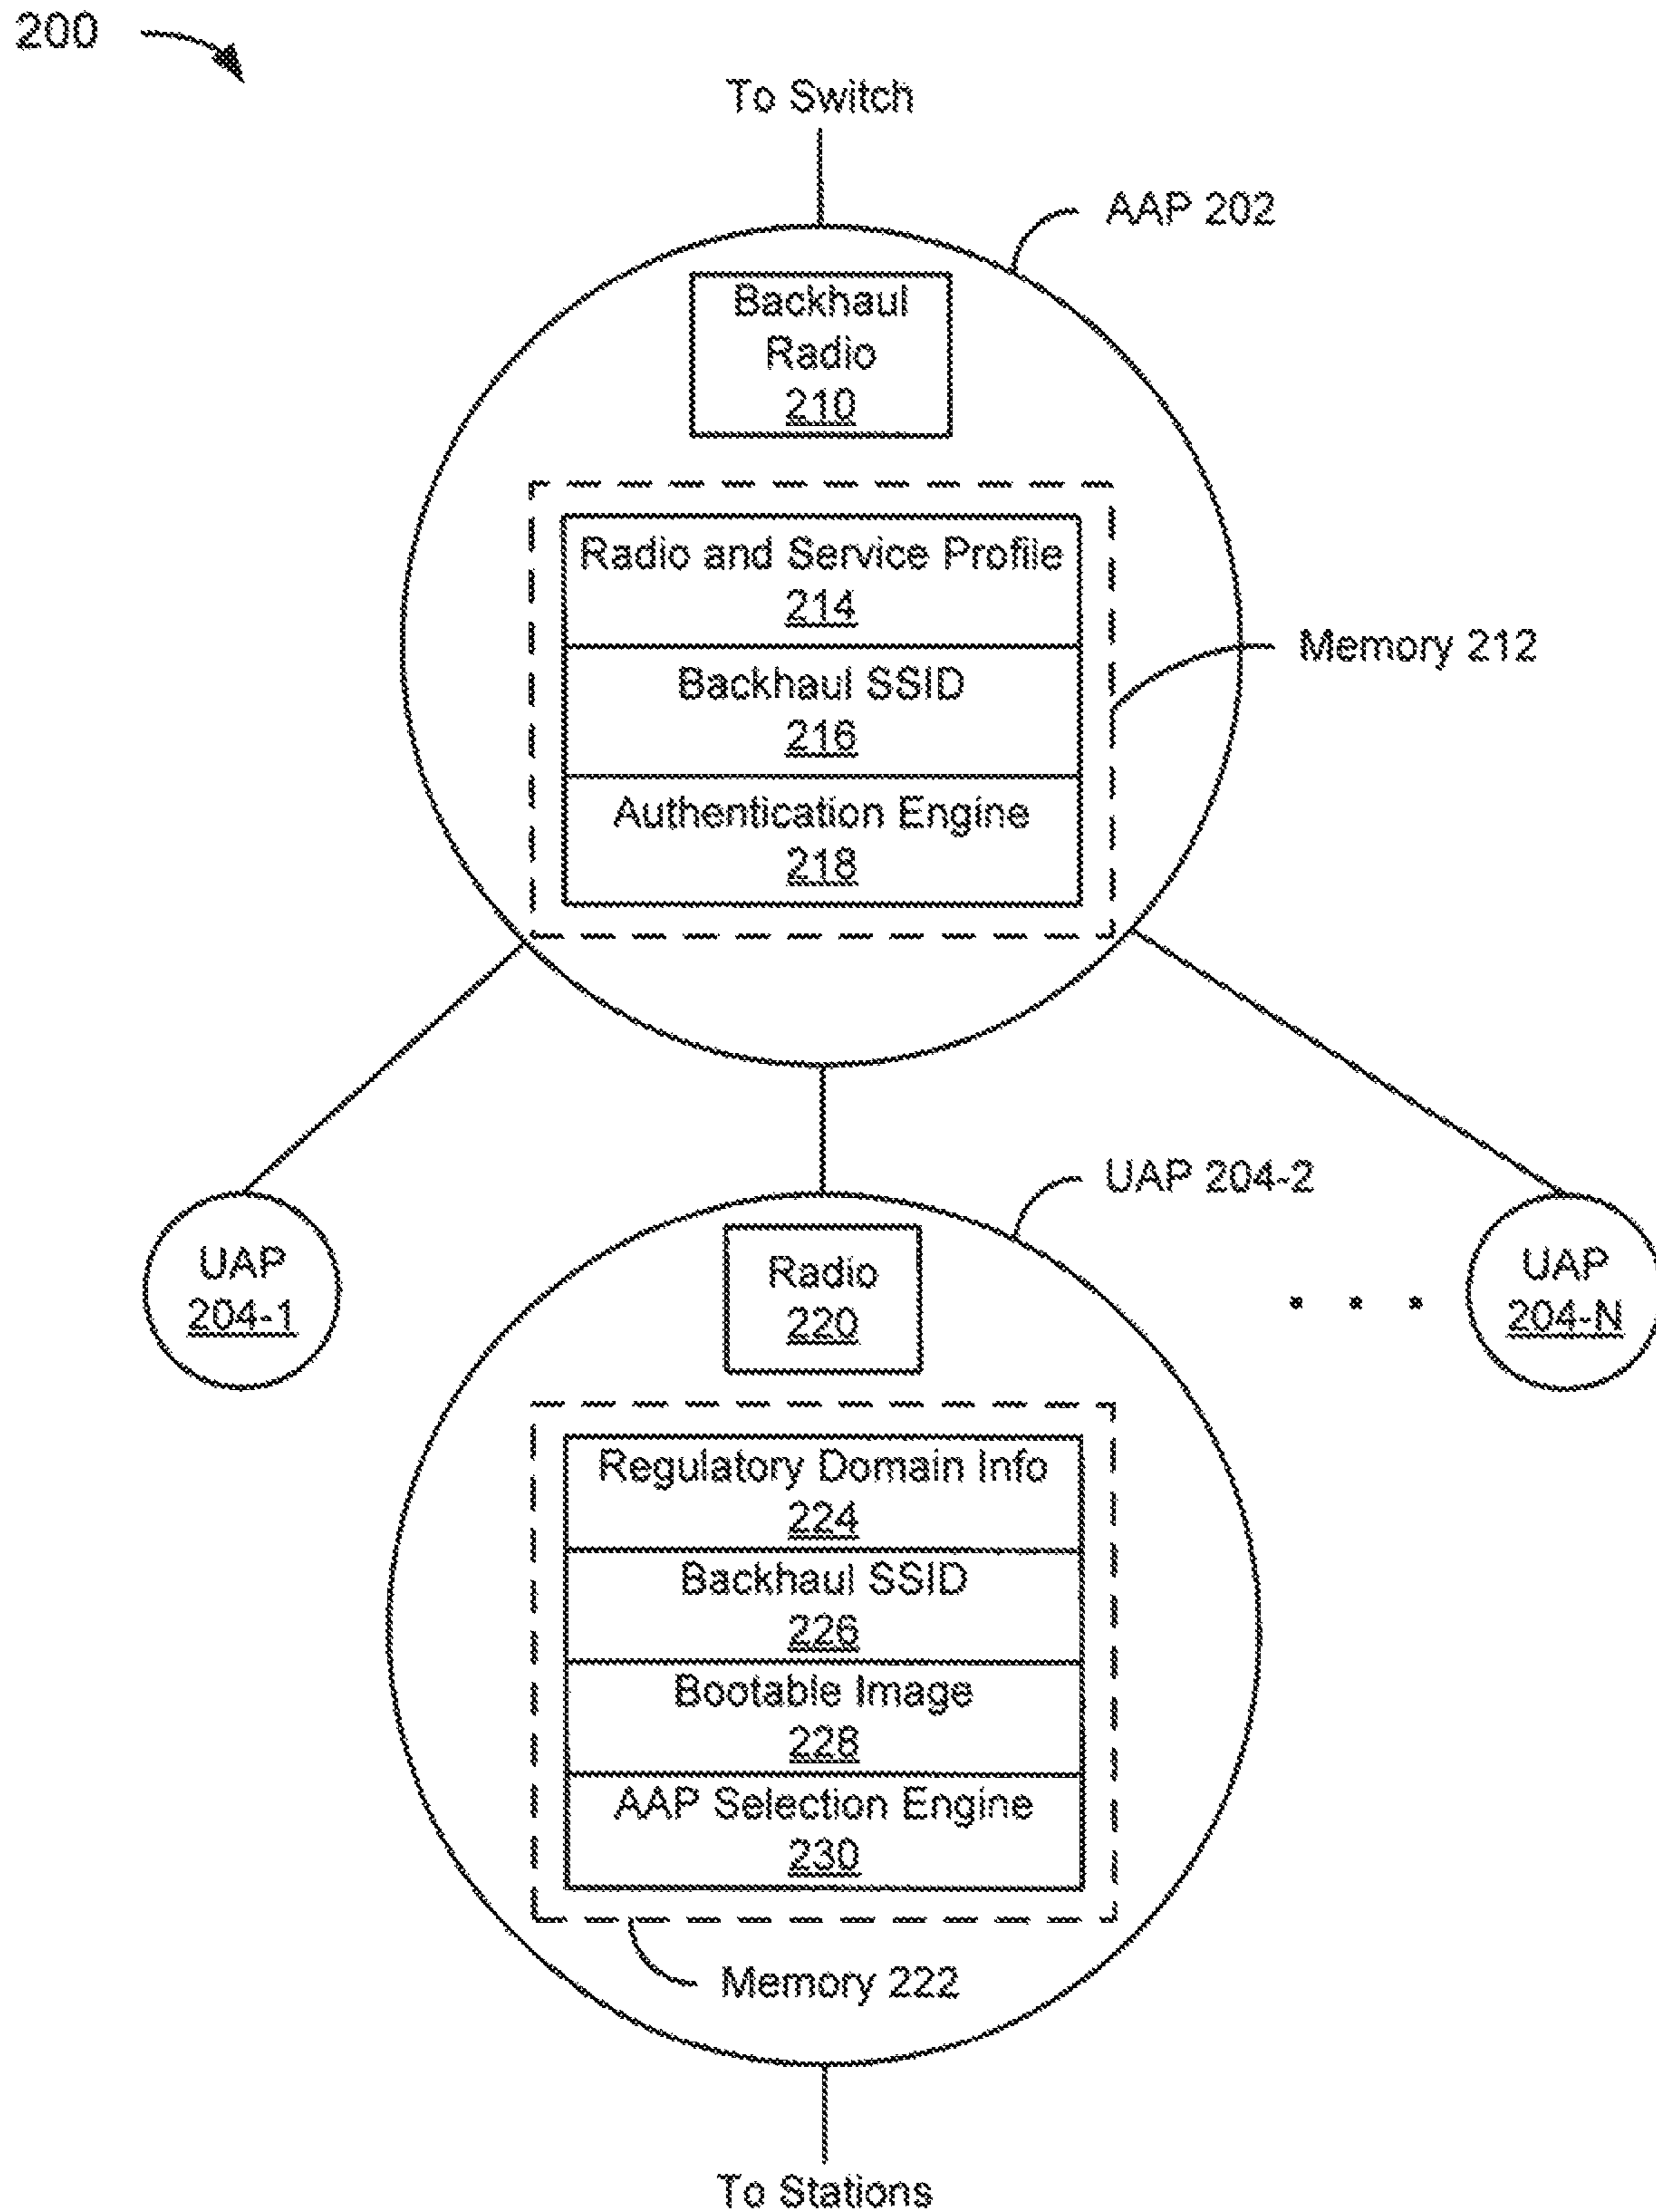 200
To Switch
AAP 202
Backhaul
Radio
210
Radio and Service Profile
214
Memory 212
Backhaul SSID
216
Authentication Engine
218
UAP 204-2
UAP
204-1
Radio
220
UAP
204-N
Regulatory Domain Info
224
Backhaul SSID
226
Bootable Image
228
AAP Selection Engine
230
Memory 222
To Stations